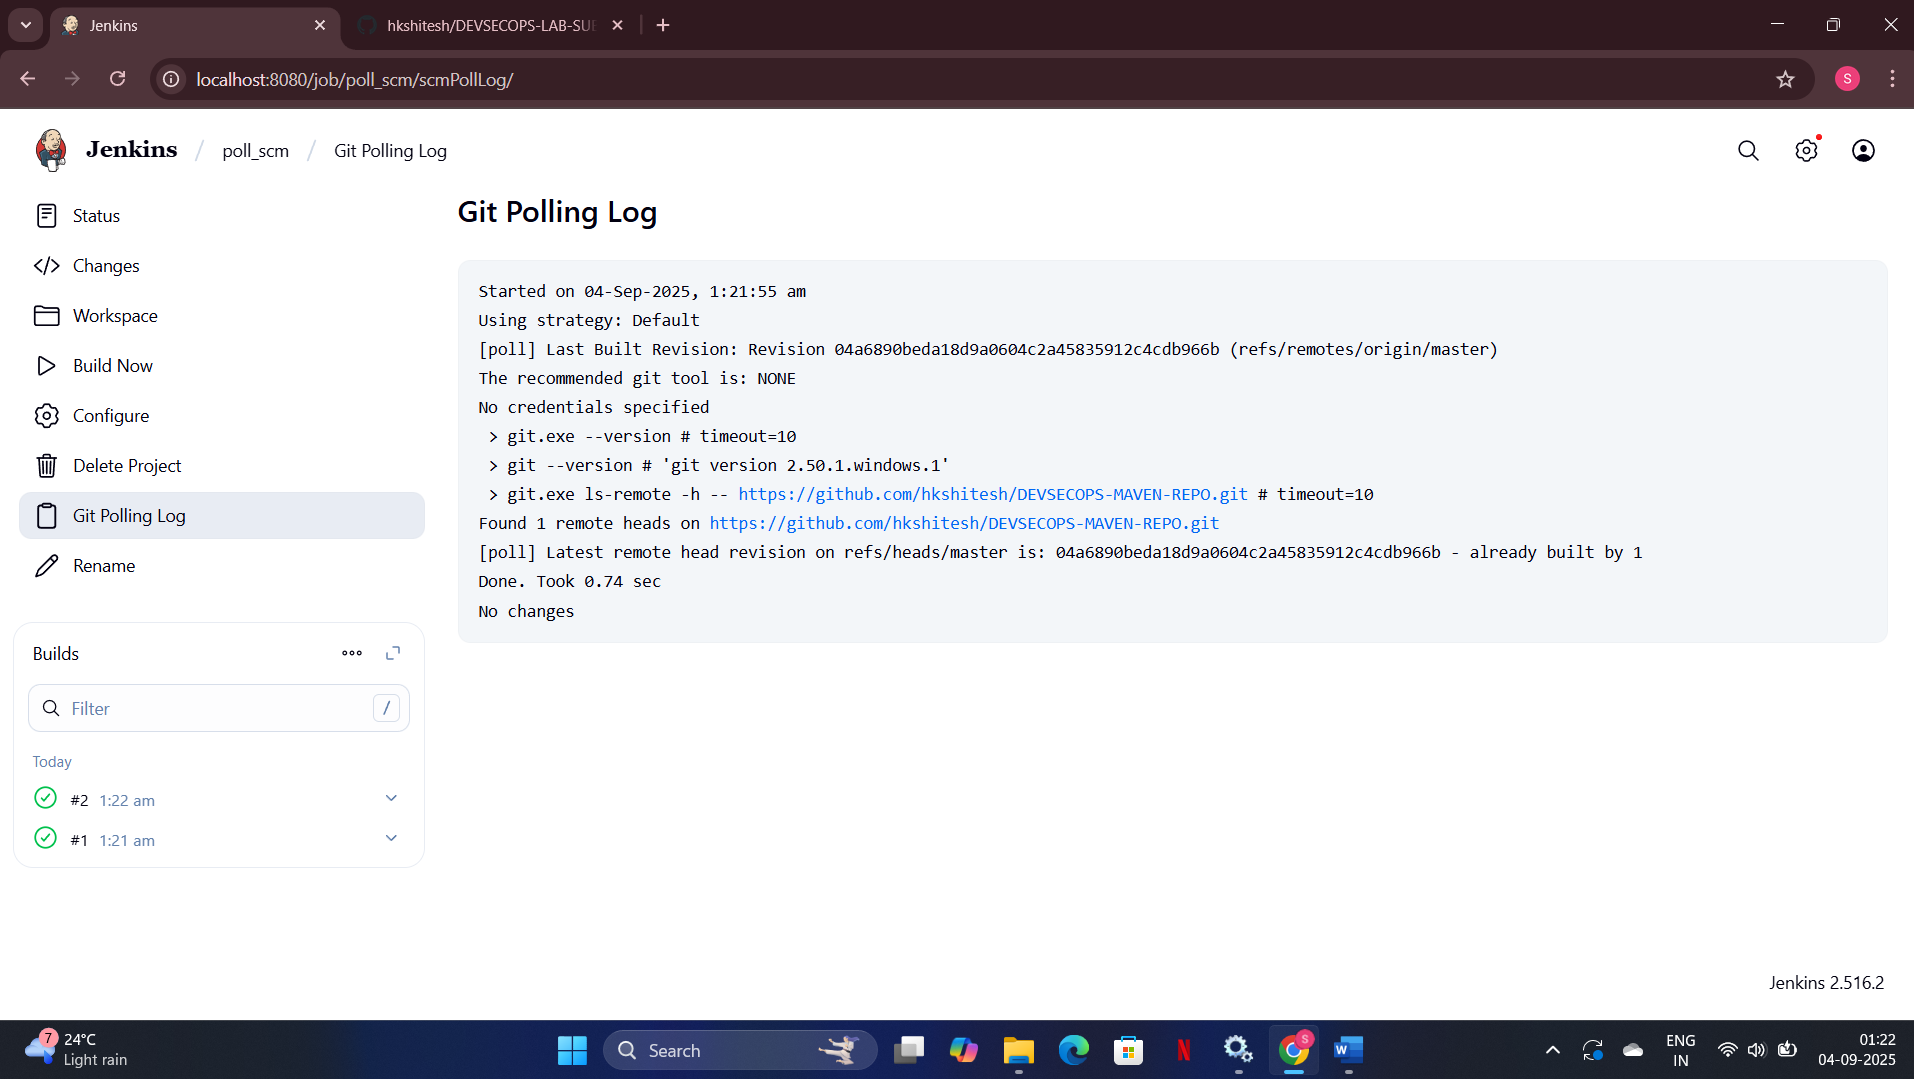 Jenkins
hkshitesh/DEVSECOPS-LAB-SUB
localhost:8080/job/poll_scm/scmPollLog/
S
Jenkins / poll_scm / Git Polling Log
Status
Changes
Workspace
Build Now
Configure
Delete Project
Git Polling Log
Rename
Git Polling Log
Started on 04-Sep-2025, 1:21:55 am
Using strategy: Default
[poll] Last Built Revision: Revision 04a6890beda18d9a0604c2a45835912c4cdb966b (refs/remotes/origin/master)
The recommended git tool is: NONE
No credentials specified
> git.exe --version # timeout=10
> git --version # 'git version 2.50.1.windows.1'
> git.exe ls-remote -h -- https://github.com/hkshitesh/DEVSECOPS-MAVEN-REPO.git # timeout=10
Found 1 remote heads on https://github.com/hkshitesh/DEVSECOPS-MAVEN-REPO.git
[poll] Latest remote head revision on refs/heads/master is: 04a6890beda18d9a0604c2a45835912c4cdb966b - already built by 1
Done. Took 0.74 sec
No changes
Builds
Filter /
Today
#2 1:22 am
#1 1:21 am
Jenkins 2.516.2
7
24°C
Light rain
Search
N
S
W
ENG
IN
01:22
04-09-2025